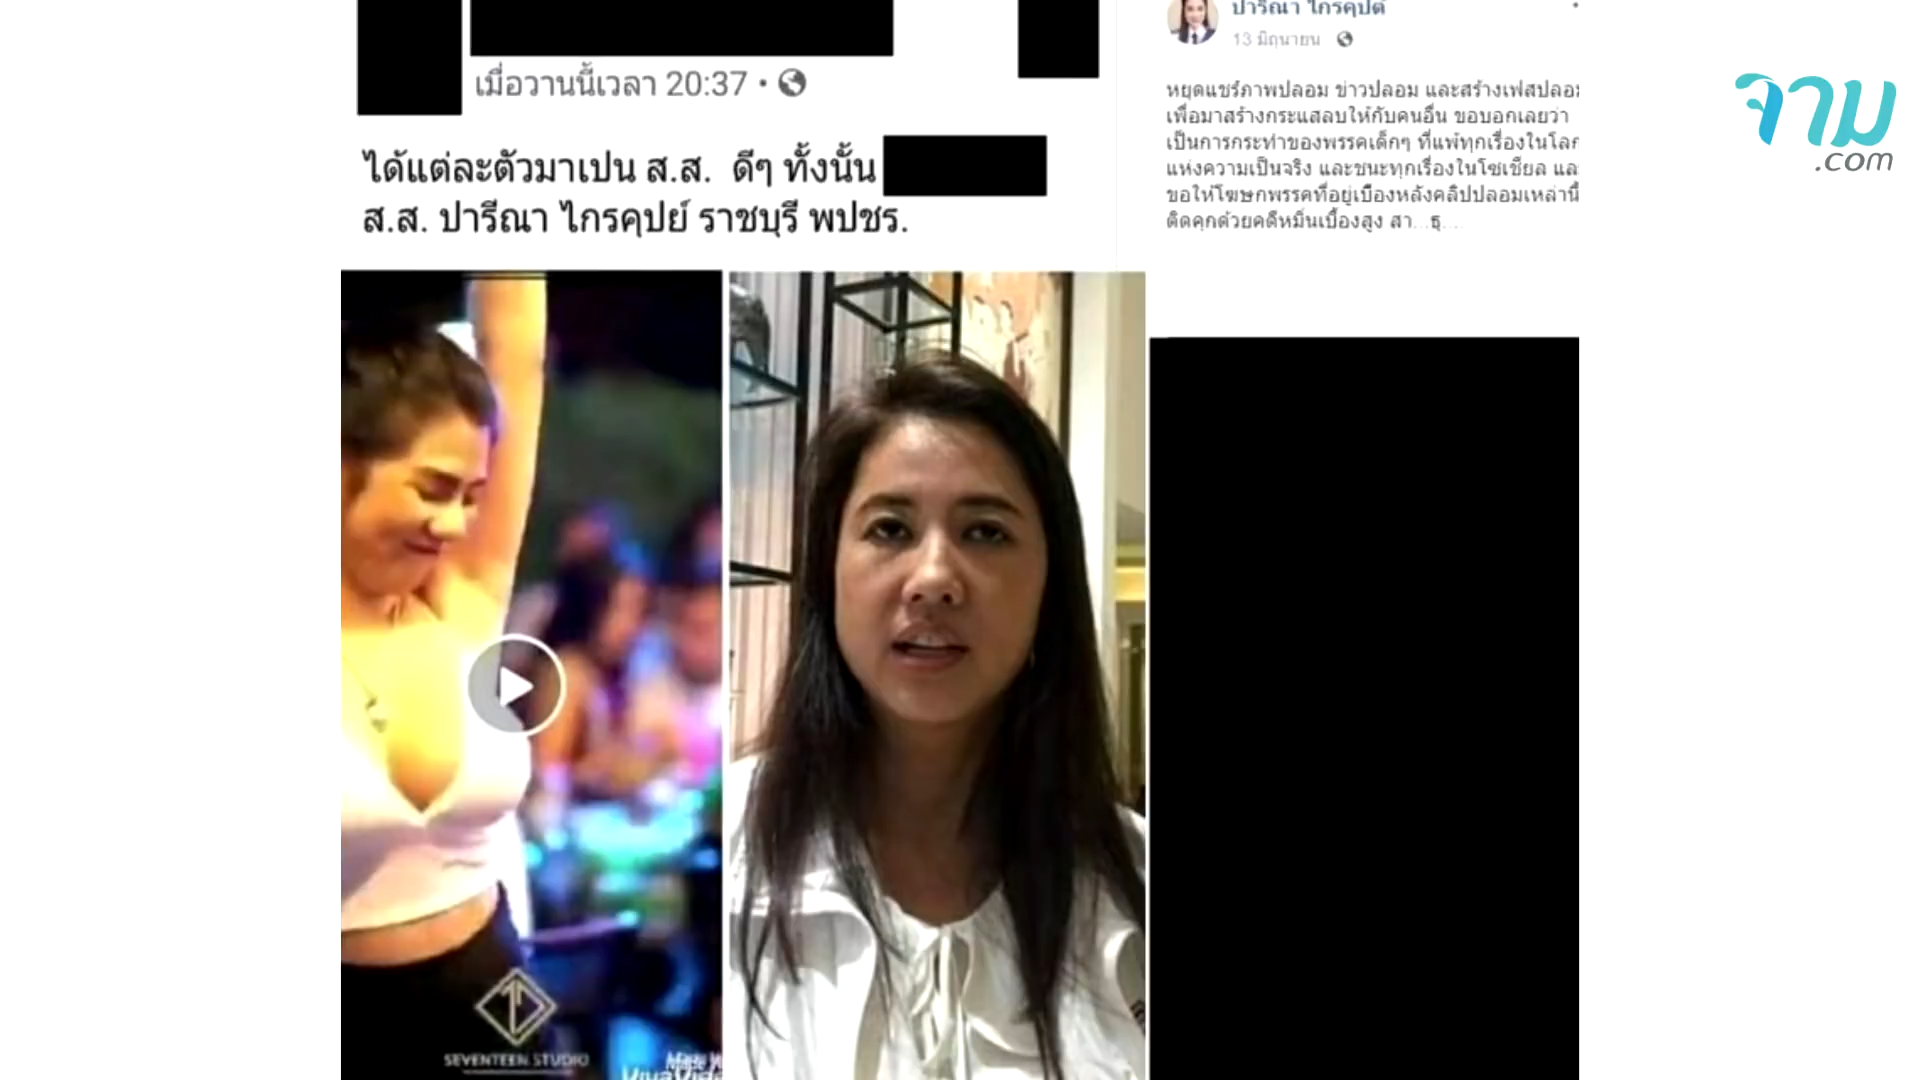 เมื่อวานนี้เวลา 20:37
ได้แต่ละตัวมาเปน ส.ส. ดีๆ ทั้งนั้น
ส.ส. ปารีณา ไกรคุปย์ ราชบุรี พปชร.
ปารีณา ไกรคุปต์
13 มิถุนายน
หยุดแชร์ภาพปลอม ข่าวปลอม และสร้างเฟสปลอม
เพื่อมาสร้างกระแสลบให้กับคนอื่น ขอบอกเลยว่า
เป็นการกระทำของพรรคเด็กๆ ที่แพ้ทุกเรื่องในโลก
แห่งความเป็นจริง และชนะทุกเรื่องในโซเชียล และ
ขอให้โฆษกพรรคที่อยู่เบืองหลังคลิปปลอมเหล่านี้
ติดคุกด้วยคดีหมิ่นเบื้องสูง สา...ธุ....
จาม
.com
SEVENTEEN STUDIO
VivaVideo